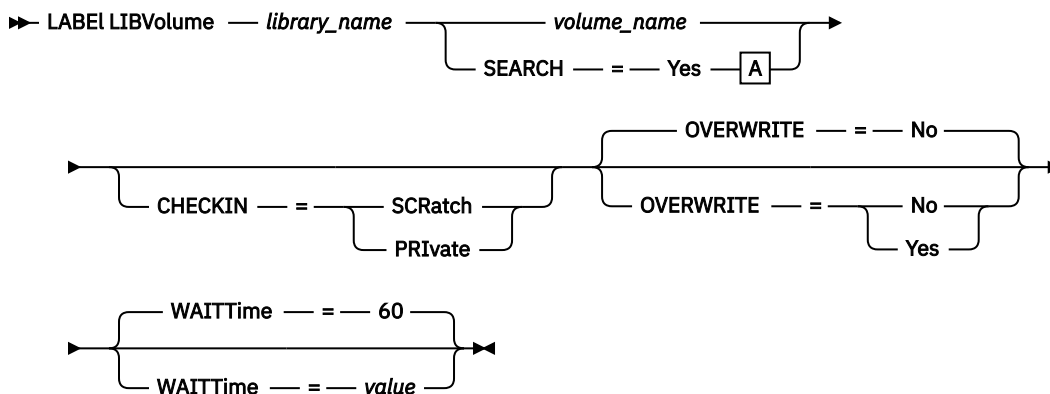 LABEl LIBVolume library_name volume_name
SEARCH = Yes A
OVERWRITE = No
CHECKIN = SCRatch OVERWRITE = No
PRIvate Yes
WAITTime = 60
WAITTime = value